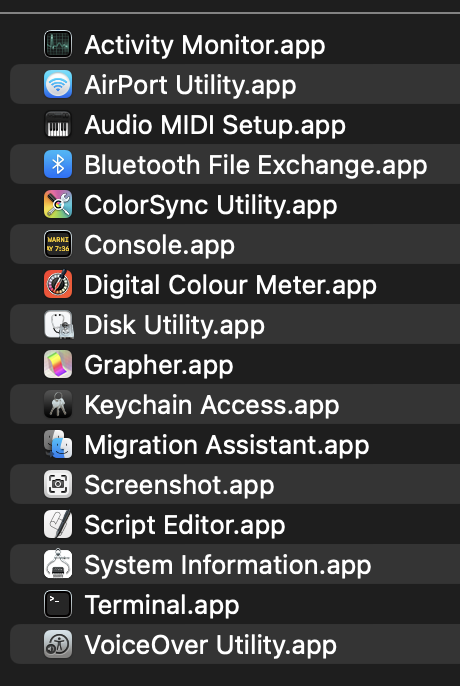 Activity Monitor.app
AirPort Utility.app
Audio MIDI Setup.app
Bluetooth File Exchange.app
ColorSync Utility.app
WARNI
RY 7:36
Console.app
Digital Colour Meter.app
Disk Utility.app
Grapher.app
Keychain Access.app
Migration Assistant.app
Screenshot.app
Script Editor.app
System Information.app
Terminal.app
VoiceOver Utility.app